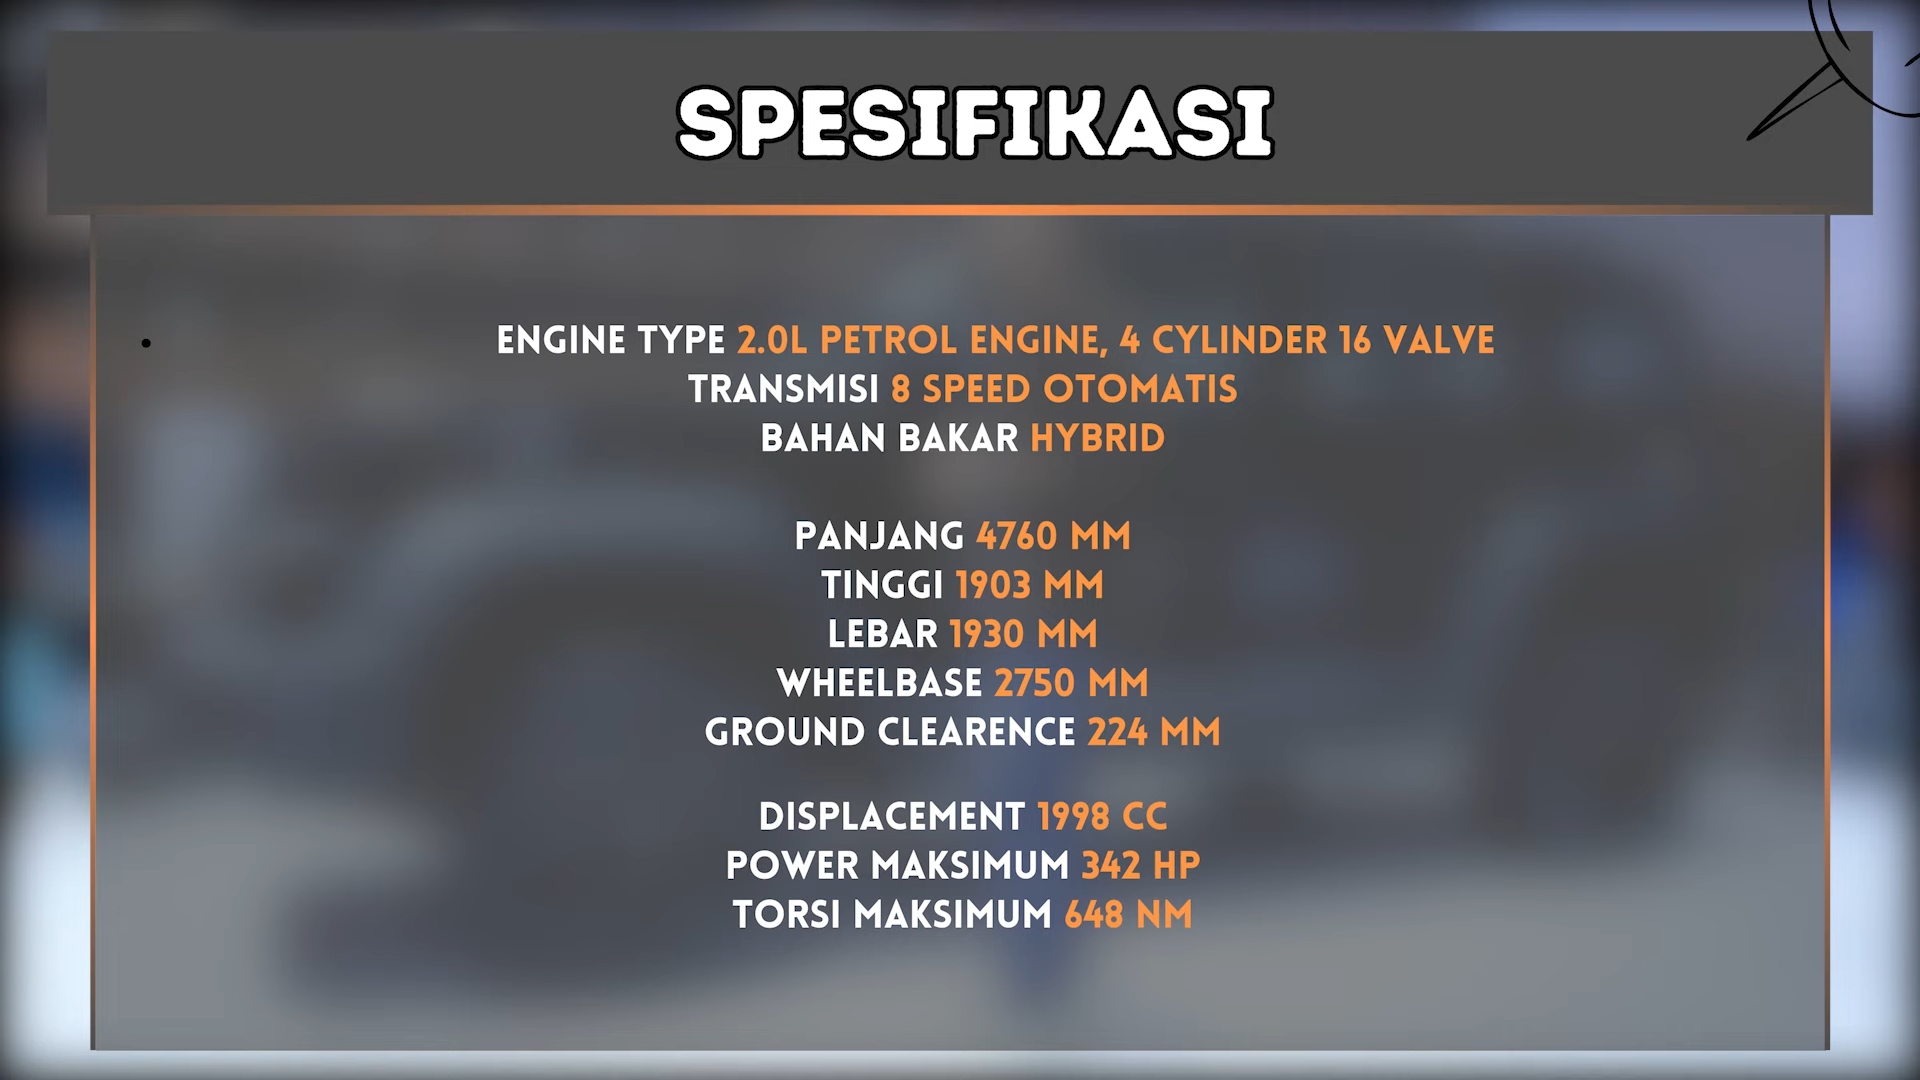 SPESIFIKASI
ENGINE TYPE 2.0L PETROL ENGINE, 4 CYLINDER 16 VALVE
TRANSMISI 8 SPEED OTOMATIS
BAHAN BAKAR HYBRID
PANJANG 4760 MM
TINGGI 1903 MM
LEBAR 1930 MM
WHEELBASE 2750 MM
GROUND CLEARENCE 224 MM
DISPLACEMENT 1998 CC
POWER MAKSIMUM 342 HP
TORSI MAKSIMUM 648 NM